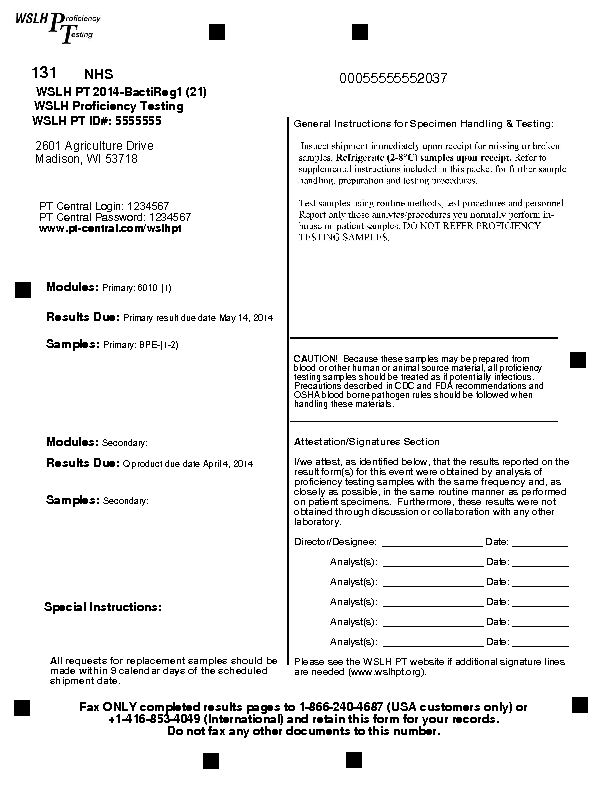 WSLH Proficiency Testing
131 NHS
00055555552037
WSLH PT 2014-BactiReg1 (21)
WSLH Proficiency Testing
WSLH PT ID#: 5555555
2601 Agriculture Drive
Madison, WI 53718
PT Central Login: 1234567
PT Central Password: 1234567
www.pt-central.com/wslhpt
Modules: Primary: 6010 (1)
Results Due: Primary result due date May 14, 2014
Samples: Primary: BPE-(1-2)
Modules: Secondary:
Results Due: Q product due date April 4, 2014
Samples: Secondary:
Special Instructions:
All requests for replacement samples should be
made within 9 calendar days of the scheduled
shipment date.
General Instructions for Specimen Handling & Testing:
Inspect shipment immediately upon receipt for missing or broken
samples. Refrigerate (2-8°C) samples upon receipt. Refer to
supplemental instructions included in this packet for further sample
handling, preparation and testing procedures.
Test samples using routine methods, test procedures and personnel.
Report only those analytes/procedures you normally perform in-
house on patient samples. DO NOT REFER PROFICIENCY
TESTING SAMPLES.
CAUTION! Because these samples may be prepared from
blood or other human or animal source material, all proficiency
testing samples should be treated as if potentially infectious.
Precautions described in CDC and FDA recommendations and
OSHA blood borne pathogen rules should be followed when
handling these materials.
Attestation/Signatures Section
I/we attest, as identified below, that the results reported on the
result form(s) for this event were obtained by analysis of
proficiency testing samples with the same frequency and, as
closely as possible, in the same routine manner as performed
on patient specimens. Furthermore, these results were not
obtained through discussion or collaboration with any other
laboratory.
Director/Designee: ____________________ Date: ___________
Analyst(s): ____________________ Date: ___________
Analyst(s): ____________________ Date: ___________
Analyst(s): ____________________ Date: ___________
Analyst(s): ____________________ Date: ___________
Analyst(s): ____________________ Date: ___________
Please see the WSLH PT website if additional signature lines
are needed (www.wslhpt.org).
Fax ONLY completed results pages to 1-866-240-4687 (USA customers only) or
+1-416-853-4049 (International) and retain this form for your records.
Do not fax any other documents to this number.